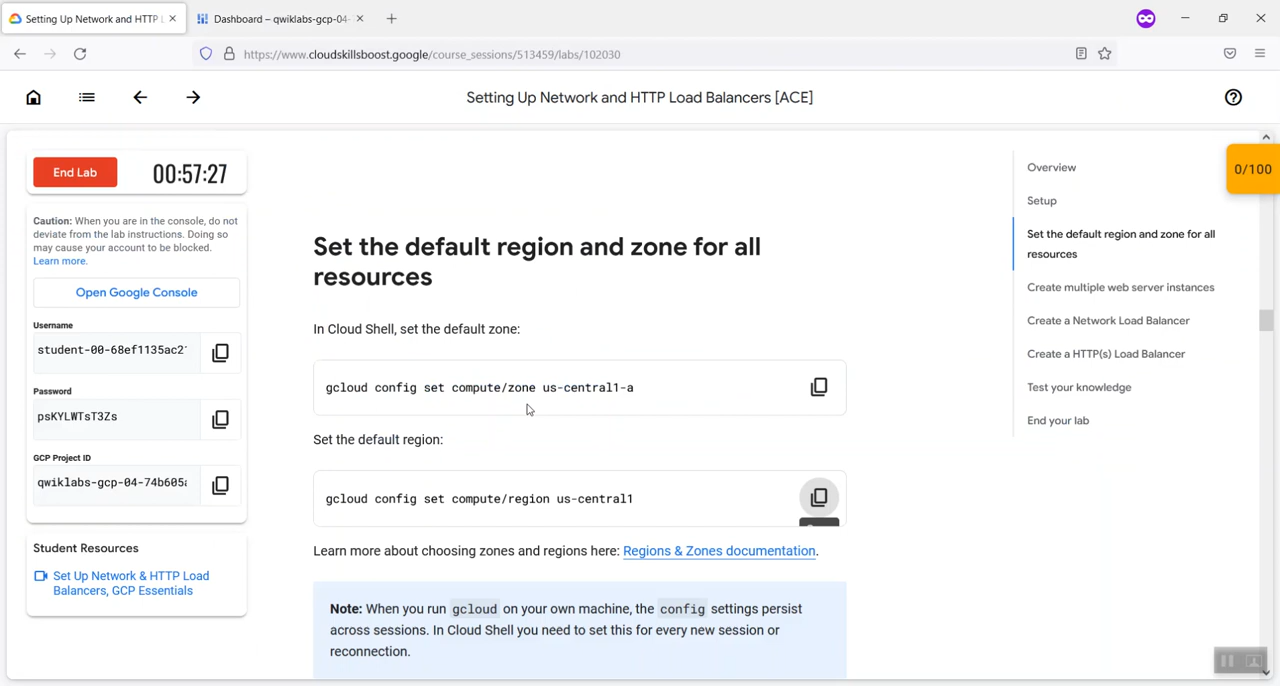 Setting Up Network and HTTP L
Dashboard – qwiklabs-gcp-04-
https://www.cloudskillsboost.google/course_sessions/513459/labs/102030
Setting Up Network and HTTP Load Balancers [ACE]
End Lab
00:57:27
Caution: When you are in the console, do not
deviate from the lab instructions. Doing so
may cause your account to be blocked.
Learn more.
Open Google Console
Username
student-00-68ef1135ac2
Password
psKYLWTsT3Zs
GCP Project ID
qwiklabs-gcp-04-74b605a
Student Resources
Set Up Network & HTTP Load
Balancers, GCP Essentials
Set the default region and zone for all
resources
In Cloud Shell, set the default zone:
gcloud config set compute/zone us-central1-a
Set the default region:
gcloud config set compute/region us-central1
Learn more about choosing zones and regions here: Regions & Zones documentation.
Note: When you run gcloud on your own machine, the config settings persist
across sessions. In Cloud Shell you need to set this for every new session or
reconnection.
Overview
Setup
Set the default region and zone for all
resources
Create multiple web server instances
Create a Network Load Balancer
Create a HTTP(s) Load Balancer
Test your knowledge
End your lab
0/100